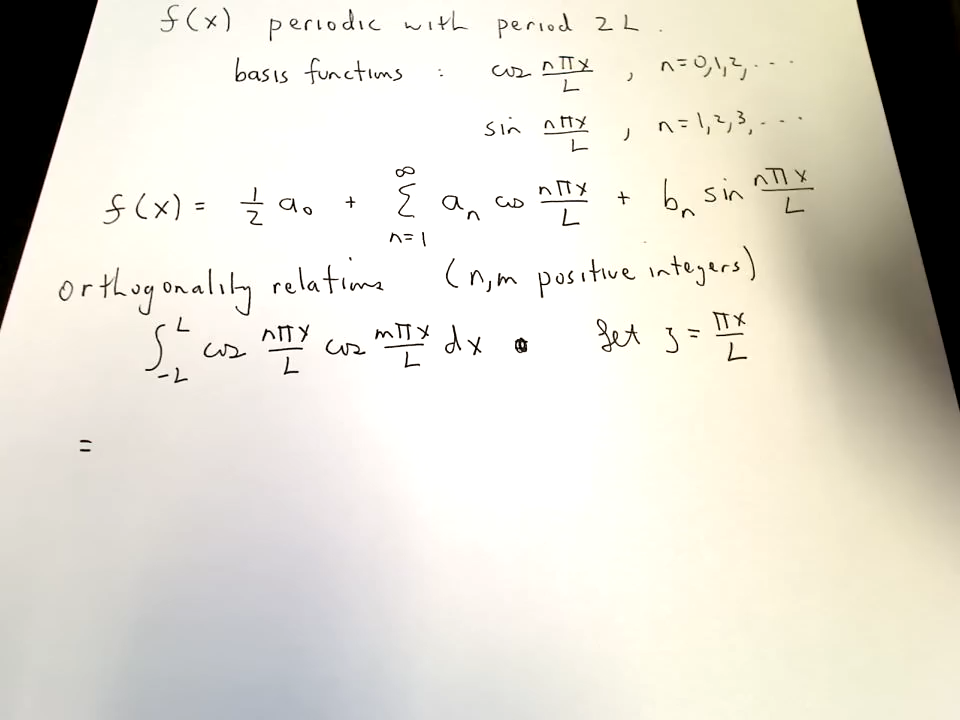 f(x) periodic with period 2L.
basis functions : cos nπx/L , n=0,1,2,...
sin nπx/L , n=1,2,3,...
f(x) = 1/2 a₀ + ∑_{n=1}^{∞} aₙ cos nπx/L + bₙ sin nπx/L
orthogonality relations (n,m positive integers)
∫_{-L}^{L} cos nπx/L cos mπx/L dx Let ξ = πx/L
=